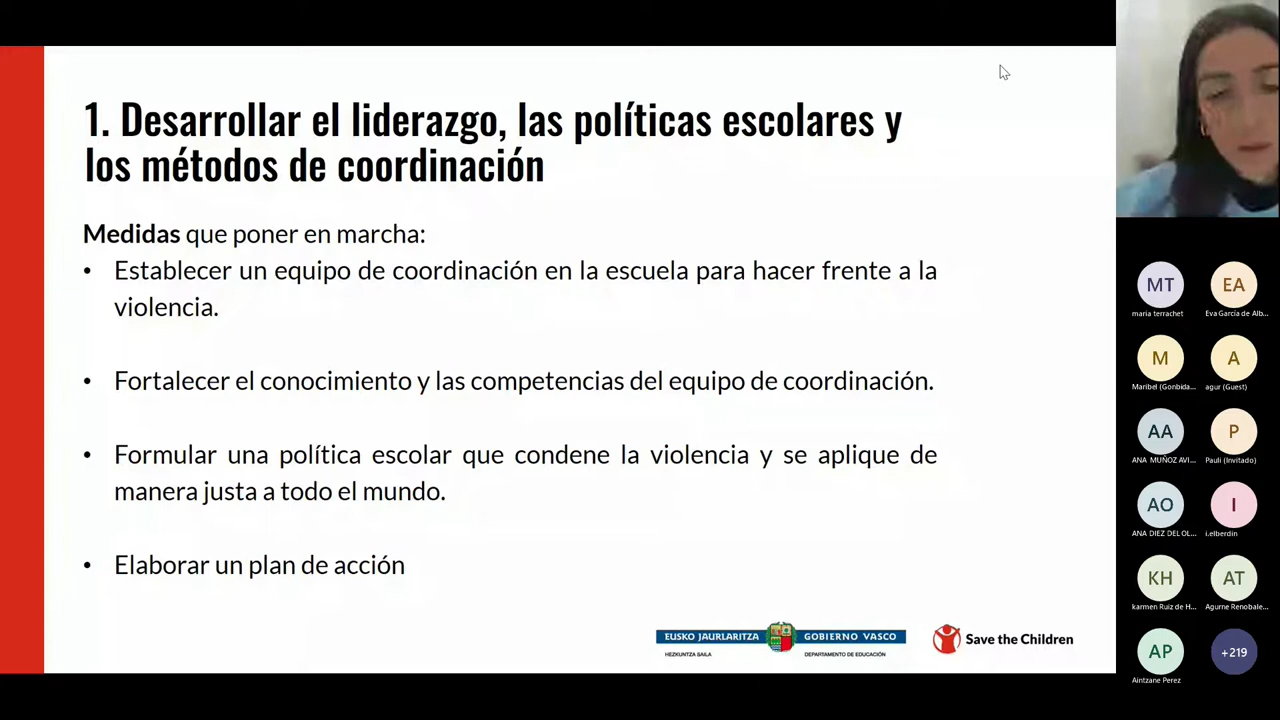 1. Desarrollar el liderazgo, las políticas escolares y
los métodos de coordinación
Medidas que poner en marcha:
• Establecer un equipo de coordinación en la escuela para hacer frente a la
violencia.
• Fortalecer el conocimiento y las competencias del equipo de coordinación.
• Formular una política escolar que condene la violencia y se aplique de
manera justa a todo el mundo.
• Elaborar un plan de acción
EUSKO JAURLARITZA GOBIERNO VASCO
HEZKUNTZA SAILA DEPARTAMENTO DE EDUCACIÓN
Save the Children
MT EA
maria terrachet Eva García de Alb...
M A
Maribel (Gonbida... agur (Guest)
AA P
ANA MUÑOZ AVI... Pauli (Invitado)
AO I
ANA DIEZ DEL OL... i.elberdin
KH AT
karmen Ruiz de H... Agurne Renobale...
AP +219
Aintzane Perez